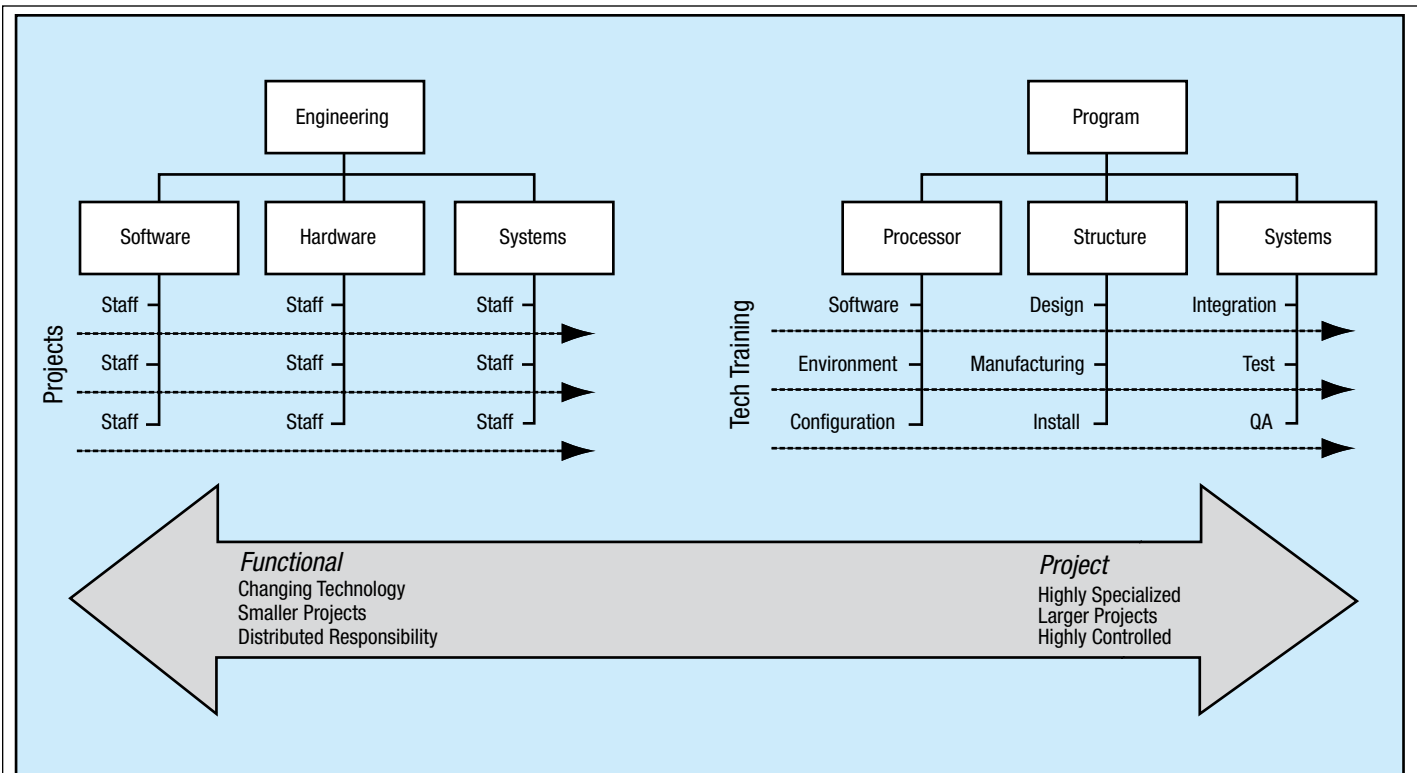 Engineering
Software
Hardware
Systems
Projects
Staff
Staff
Staff
Staff
Staff
Staff
Staff
Staff
Staff
Program
Processor
Structure
Systems
Tech Training
Software
Design
Integration
Environment
Manufacturing
Test
Configuration
Install
QA
Functional
Changing Technology
Smaller Projects
Distributed Responsibility
Project
Highly Specialized
Larger Projects
Highly Controlled